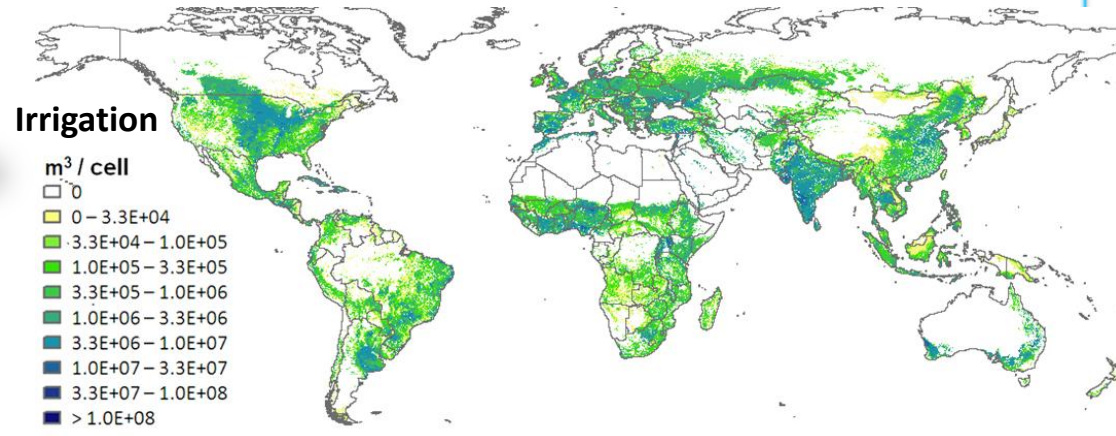 Irrigation
m³ / cell
0
0 – 3.3E+04
3.3E+04 – 1.0E+05
1.0E+05 – 3.3E+05
3.3E+05 – 1.0E+06
1.0E+06 – 3.3E+06
3.3E+06 – 1.0E+07
1.0E+07 – 3.3E+07
3.3E+07 – 1.0E+08
> 1.0E+08